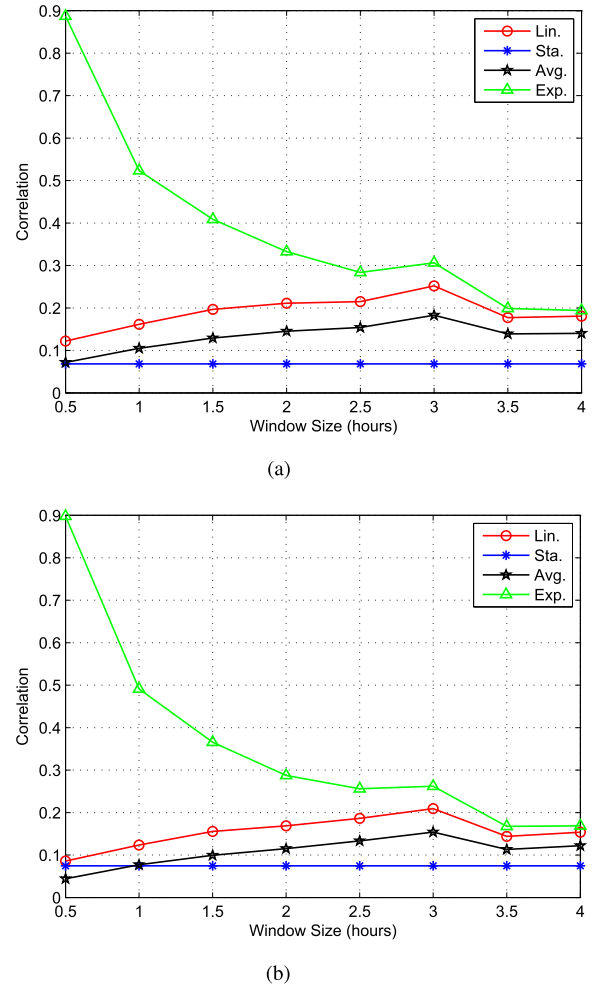 0.9
0.8
0.7
0.6
0.5
0.4
0.3
0.2
0.1
0
Correlation
0.5 1 1.5 2 2.5 3 3.5 4
Window Size (hours)
Lin.
Sta.
Avg.
Exp.
(a)
0.9
0.8
0.7
0.6
0.5
0.4
0.3
0.2
0.1
0
Correlation
0.5 1 1.5 2 2.5 3 3.5 4
Window Size (hours)
Lin.
Sta.
Avg.
Exp.
(b)